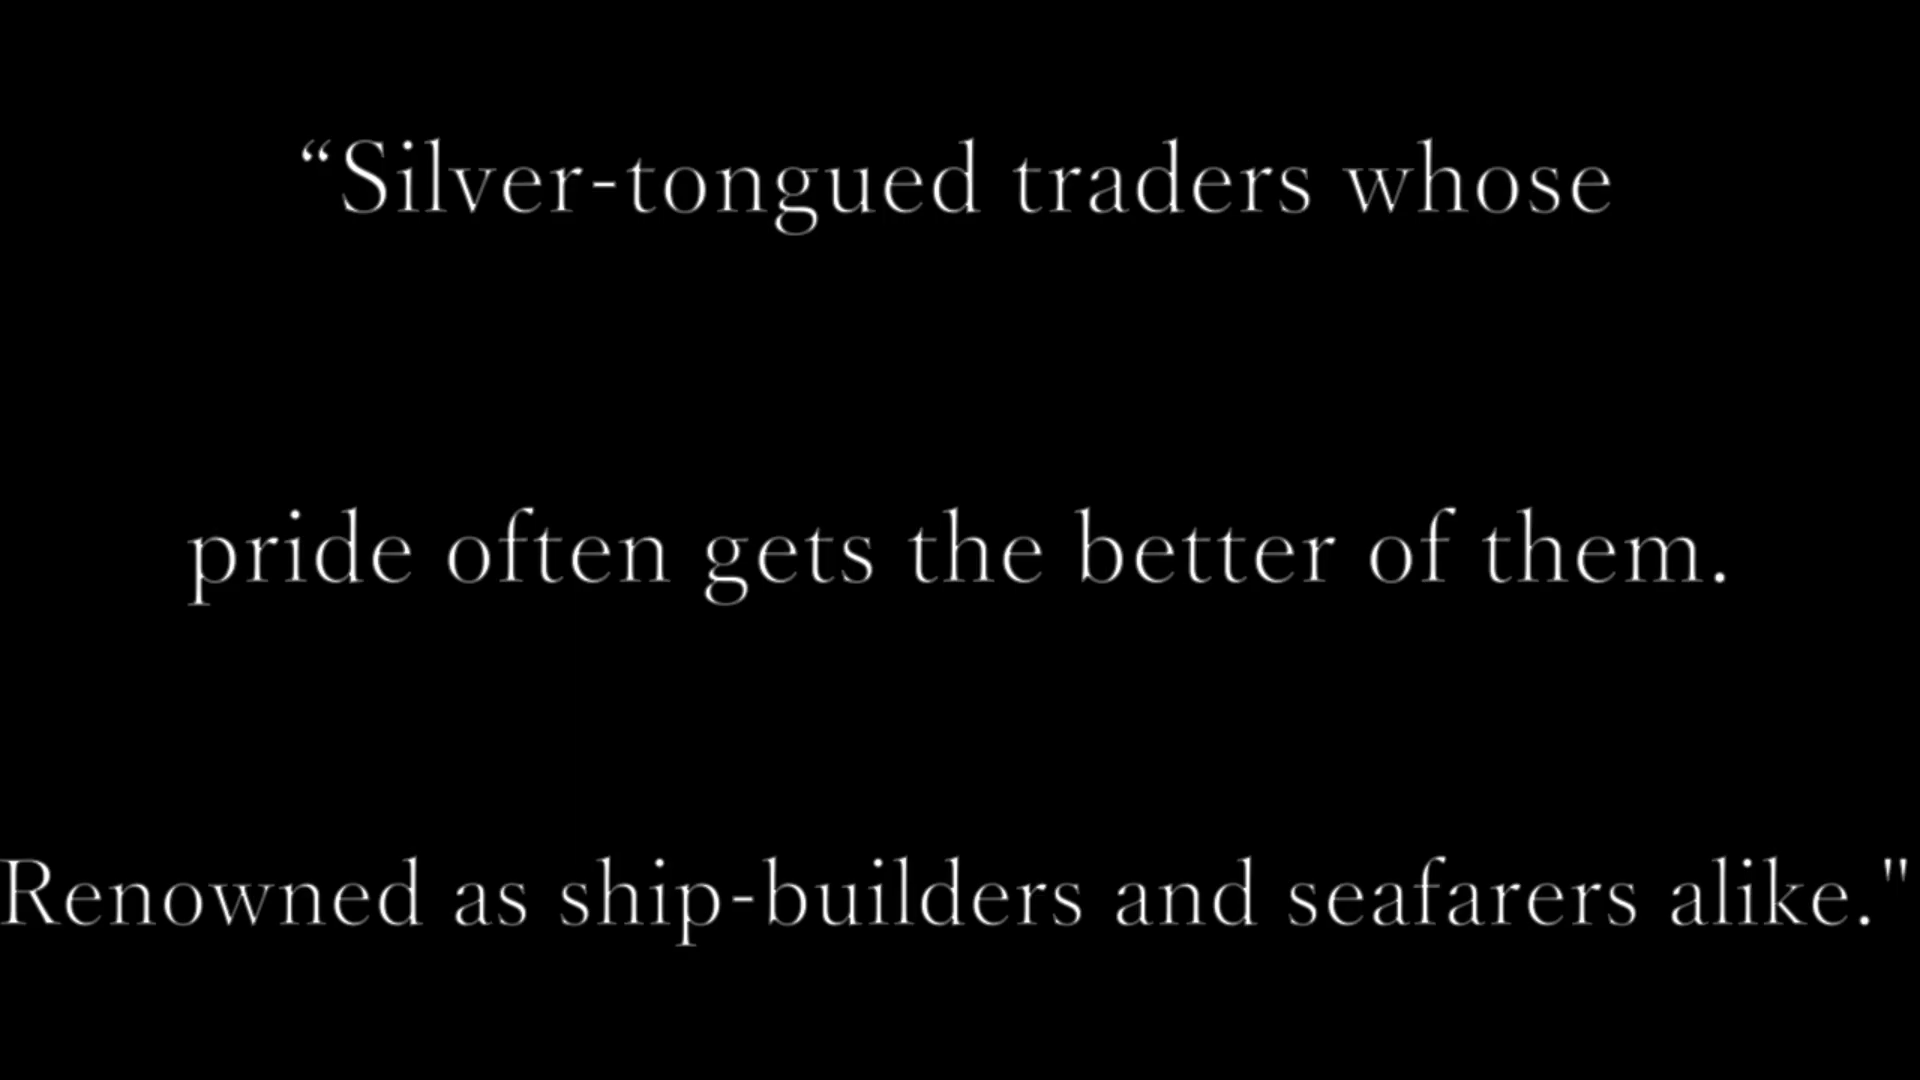 “Silver-tongued traders whose
pride often gets the better of them.
Renowned as ship-builders and seafarers alike."